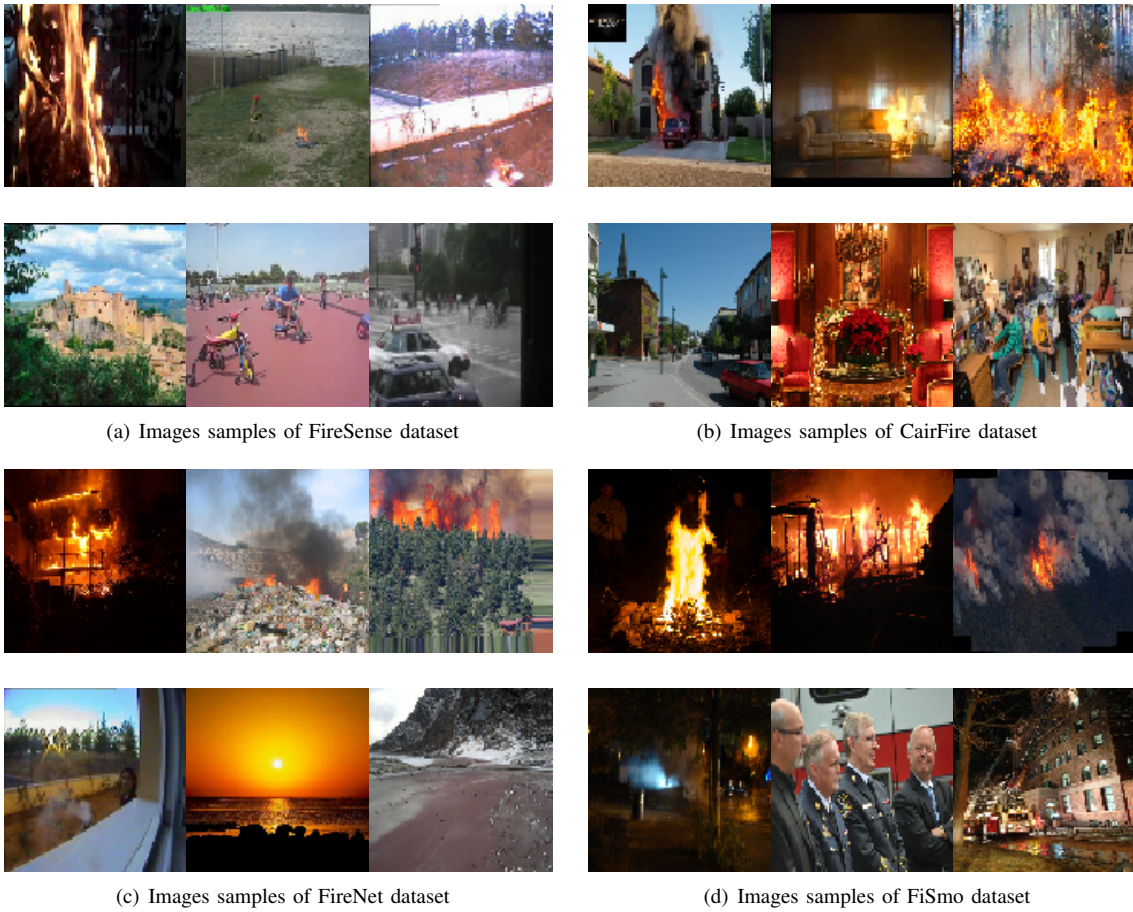 (a) Images samples of FireSense dataset
(b) Images samples of CairFire dataset
(c) Images samples of FireNet dataset
(d) Images samples of FiSmo dataset